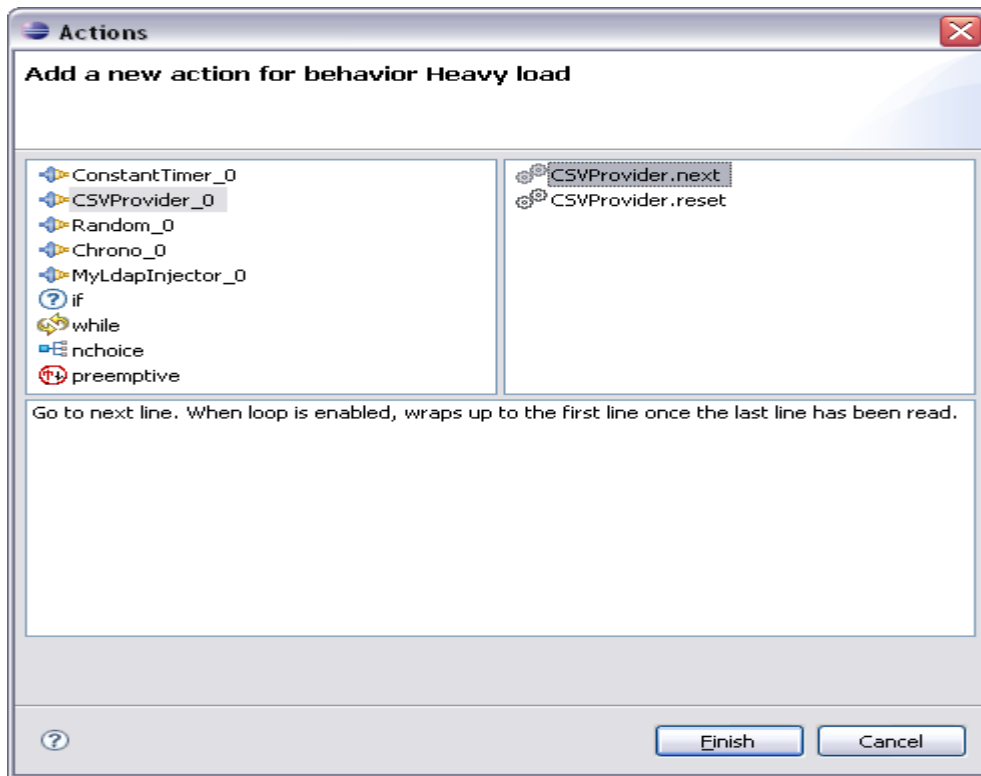 Actions
Add a new action for behavior Heavy load
ConstantTimer_0
CSVProvider_0
Random_0
Chrono_0
MyLdapInjector_0
if
while
nchoice
preemptive
CSVProvider.next
CSVProvider.reset
Go to next line. When loop is enabled, wraps up to the first line once the last line has been read.
Finish
Cancel